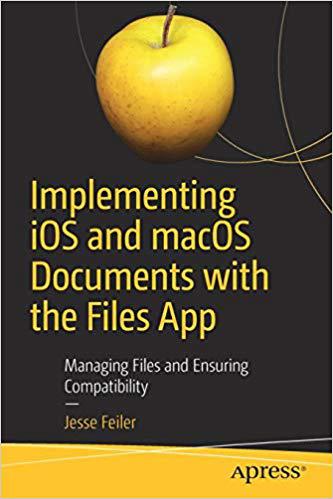 Implementing
iOS and macOS
Documents with
the Files App
Managing Files and Ensuring
Compatibility
—
Jesse Feiler
Apress®